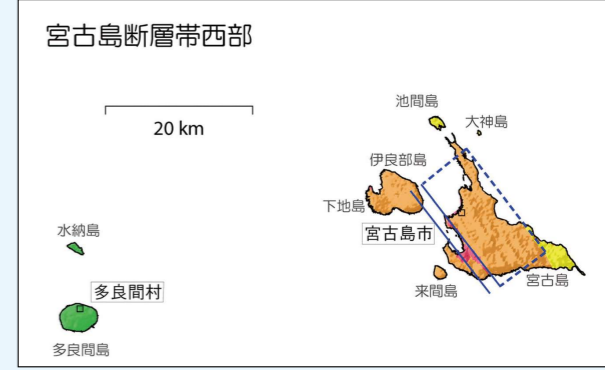 宮古島断層帯西部
20 km
池間島
大神島
伊良部島
下地島
宮古島市
水納島
多良間村
来間島
宮古島
多良間島